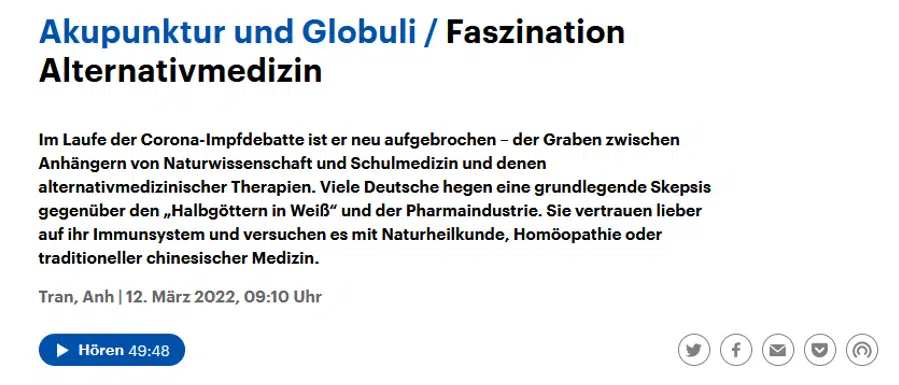 Akupunktur und Globuli / Faszination
Alternativmedizin
Im Laufe der Corona-Impfdebatte ist er neu aufgebrochen – der Graben zwischen
Anhängern von Naturwissenschaft und Schulmedizin und denen
alternativmedizinischer Therapien. Viele Deutsche hegen eine grundlegende Skepsis
gegenüber den „Halbgöttern in Weiß“ und der Pharmaindustrie. Sie vertrauen lieber
auf ihr Immunsystem und versuchen es mit Naturheilkunde, Homöopathie oder
traditioneller chinesischer Medizin.
Tran, Anh | 12. März 2022, 09:10 Uhr
Hören 49:48